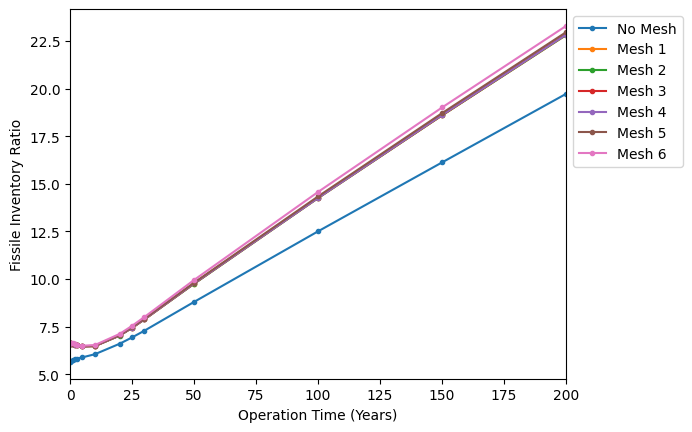 Fissile Inventory Ratio
22.5
20.0
17.5
15.0
12.5
10.0
7.5
5.0
0
25
50
75
100
125
150
175
200
Operation Time (Years)
No Mesh
Mesh 1
Mesh 2
Mesh 3
Mesh 4
Mesh 5
Mesh 6